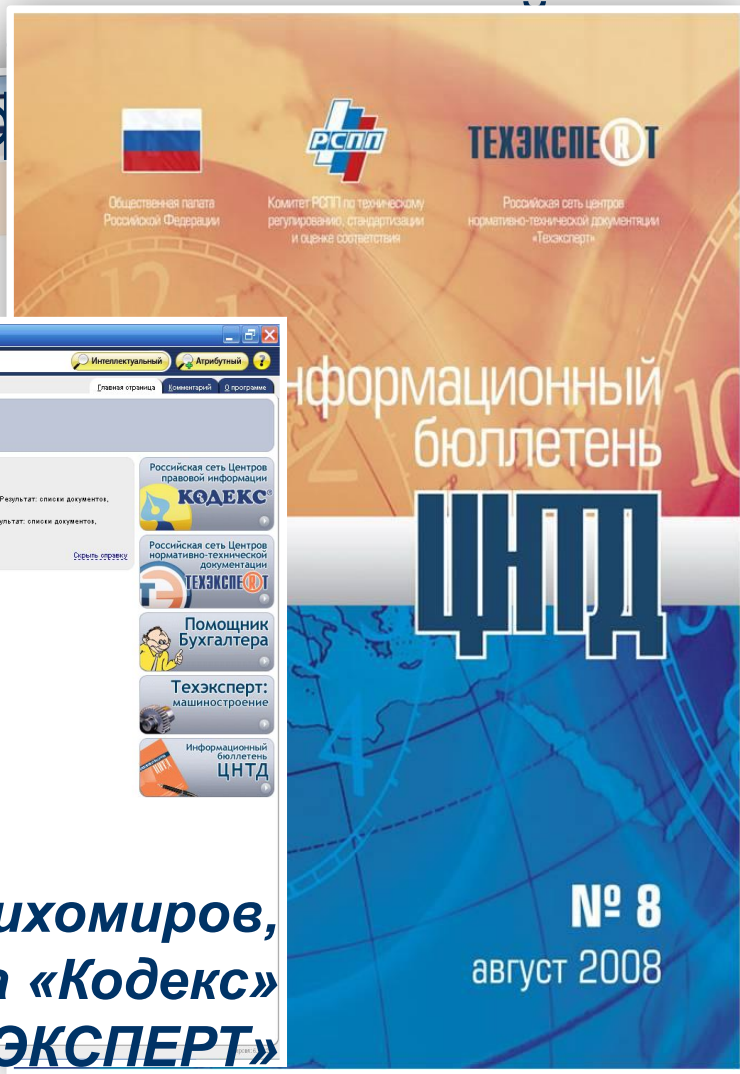 РСПП
ТЕХЭКСПЕRТ
Общественная палата
Российской Федерации
Комитет РСПП по техническому
регулированию, стандартизации
и оценке соответствия
Российская сеть центров
нормативно-технической документации
«Техэксперт»
Интеллектуальный
Атрибутный
?
Главная страница
Комментарий
О программе
Результат: списки документов,
списки документов,
Скрыть справку
Российская сеть Центров
правовой информации
КОДЕКС®
Российская сеть Центров
нормативно-технической
документации
ТЕХЭКСПЕRТ
Помощник
Бухгалтера
Техэксперт:
машиностроение
Информационный
бюллетень
ЦНТД
нформационный
бюллетень
ЦНТД
№ 8
август 2008
ихомиров,
а «Кодекс»
ЭКСПЕРТ»